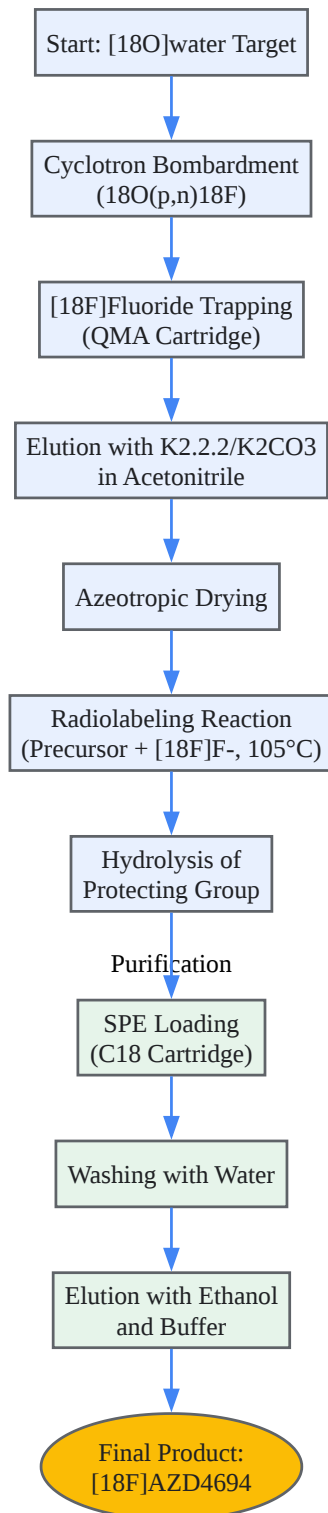 Start: [18O]water Target
Cyclotron Bombardment
(18O(p,n)18F)
[18F]Fluoride Trapping
(QMA Cartridge)
Elution with K2.2.2/K2CO3
in Acetonitrile
Azeotropic Drying
Radiolabeling Reaction
(Precursor + [18F]F-, 105°C)
Hydrolysis of
Protecting Group
Purification
SPE Loading
(C18 Cartridge)
Washing with Water
Elution with Ethanol
and Buffer
Final Product:
[18F]AZD4694